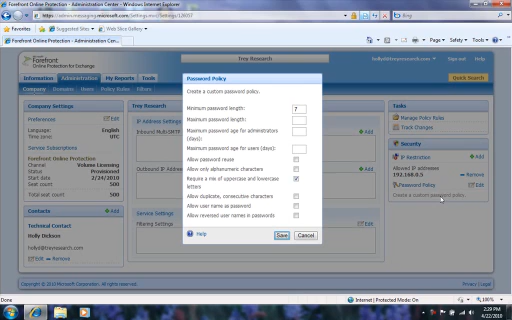 Forefront Online Protection - Administration Center - Windows Internet Explorer
https://admin.messaging.microsoft.com/Settings.mvc/Settings/128017
Bing
Favorites
Suggested Sites
Web Slice Gallery
Forefront Online Protection - Administration Cen...
Page
Safety
Tools
Forefront
Online Protection for Exchange
Trey Research
hollyd@treyresearch.com
Sign out
Help
Information
Administration
My Reports
Tools
Quick Search
Company
Domains
Users
Policy Rules
Filters
Company Settings
Preferences
Edit
Language: English
Time zone: UTC
Service Subscriptions
Forefront Online Protection
Channel Volume Licensing
Status Provisioned
Start date 2/24/2010
Seat count 500
Total seat count 500
Contacts
Add
Technical Contact
Holly Dickson
hollyd@treyresearch.com
Edit
Remove
Trey Research
IP Address Settings
Inbound Multi-SMTP
Add
Outbound IP Address
Add
Service Settings
Filtering Settings
Edit
Password Policy
Create a custom password policy.
Minimum password length: 7
Maximum password length:
Maximum password age for administrators
(days):
Maximum password age for users (days):
Allow password reuse
Allow only alphanumeric characters
Require a mix of uppercase and lowercase
letters
Allow duplicate, consecutive characters
Allow user name as password
Allow reversed user names in passwords
Help
Save
Cancel
Tasks
Manage Policy Rules
Track Changes
Security
IP Restriction
Add
Allowed IP addresses
192.168.0.5
Remove
Password Policy
Edit
Create a custom password policy.
Copyright © 2010 Microsoft Corporation. All rights reserved.
Privacy | Legal
Done
Internet | Protected Mode: On
100%
2:29 PM
4/22/2010